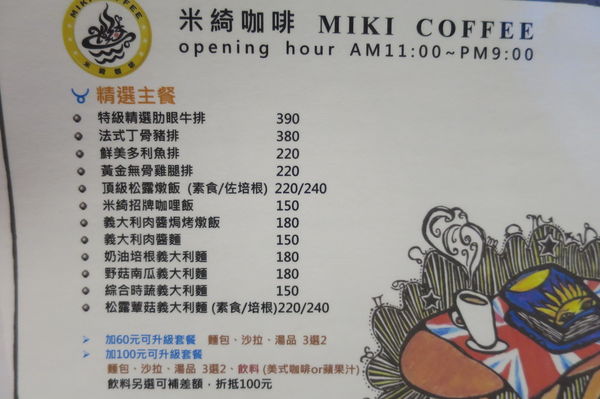 MIKI COFFEE
米綺咖啡
米綺咖啡 MIKI COFFEE
opening hour AM11:00~PM9:00
精選主餐
特級精選肋眼牛排 390
法式丁骨豬排 380
鮮美多利魚排 220
黃金無骨雞腿排 220
頂級松露燉飯 (素食/佐培根) 220/240
米綺招牌咖哩飯 150
義大利肉醬焗烤燉飯 180
義大利肉醬麵 150
奶油培根義大利麵 180
野菇南瓜義大利麵 180
綜合時蔬義大利麵 150
松露蕈菇義大利麵 (素食/培根)220/240
加60元可升級套餐 麵包、沙拉、湯品 3選2
加100元可升級套餐
麵包、沙拉、湯品 3選2、飲料 (美式咖啡or蘋果汁)
飲料另選可補差額，折抵100元